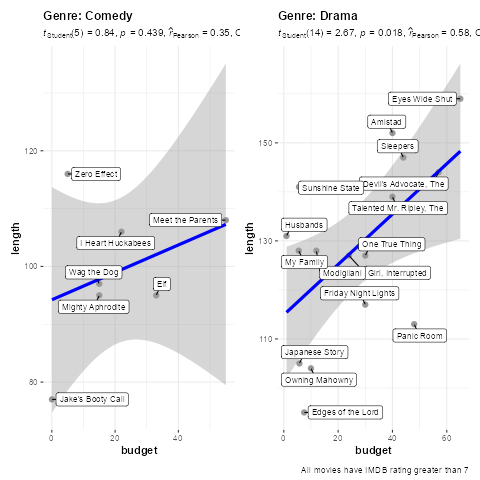 Genre: Comedy
t Student(5) = 0.84, p = 0.439, r̂ Pearson = 0.35, C
Zero Effect
Meet the Parents
I Heart Huckabees
Wag the Dog
Elf
Mighty Aphrodite
Jake's Booty Call
120
100
80
length
0
20
40
budget
Genre: Drama
t Student(14) = 2.67, p = 0.018, r̂ Pearson = 0.58, C
Eyes Wide Shut
Amistad
Sleepers
Devil's Advocate, The
Sunshine State
Talented Mr. Ripley, The
Husbands
One True Thing
My Family
Modigliani
Girl, Interrupted
Friday Night Lights
Panic Room
Japanese Story
Owning Mahowny
Edges of the Lord
150
130
110
length
0
20
40
60
budget
All movies have IMDB rating greater than 7